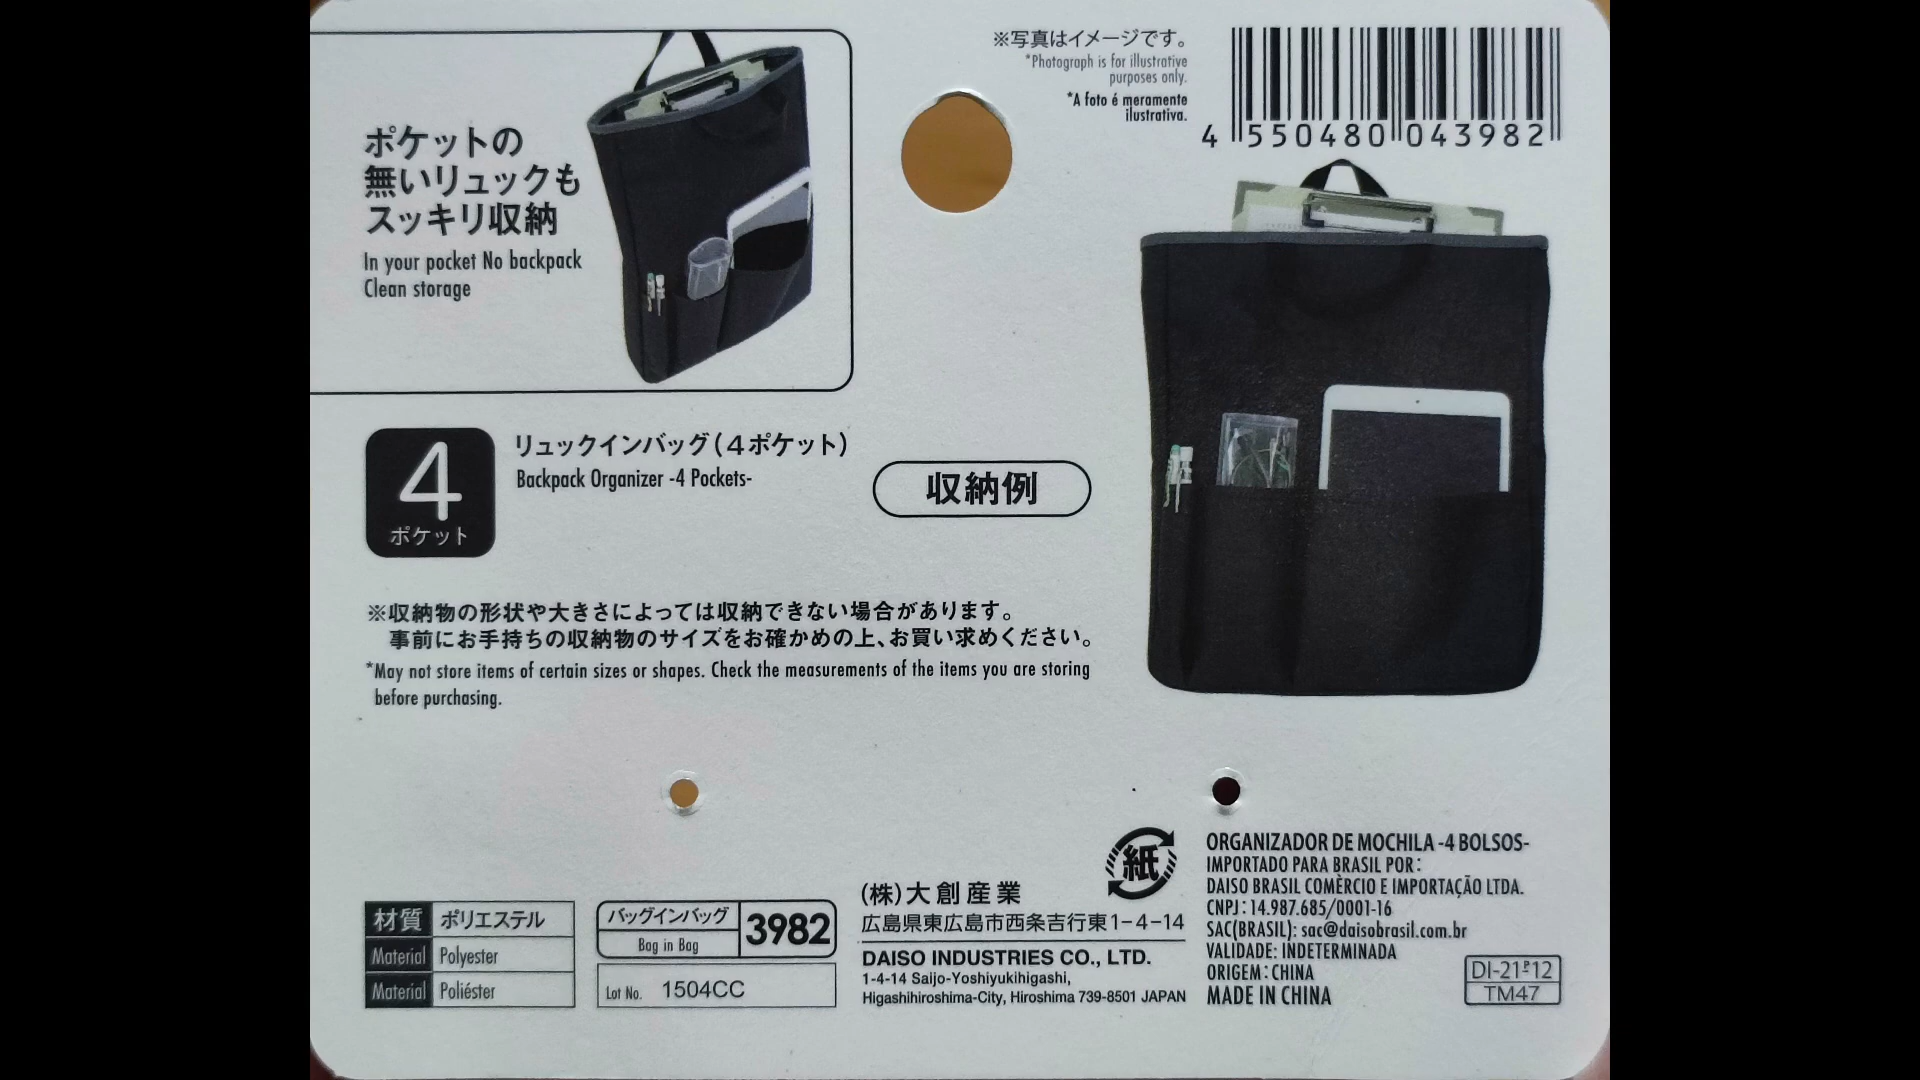 ポケットの
無いリュックも
スッキリ収納
In your pocket No backpack
Clean storage
※写真はイメージです。
*Photograph is for illustrative
purposes only.
*A foto é meramente
ilustrativa.
4 550480 043982
4
ポケット
リュックインバッグ(4ポケット)
Backpack Organizer -4 Pockets-
収納例
※収納物の形状や大きさによっては収納できない場合があります。
事前にお手持ちの収納物のサイズをお確かめの上、お買い求めください。
*May not store items of certain sizes or shapes. Check the measurements of the items you are storing
before purchasing.
材質 ポリエステル
Material Polyester
Material Poliéster
バッグインバッグ
Bag in Bag
3982
Lot No. 1504CC
紙
(株)大創産業
広島県東広島市西条吉行東1-4-14
DAISO INDUSTRIES CO., LTD.
1-4-14 Saijo-Yoshiyukihigashi,
Higashihiroshima-City, Hiroshima 739-8501 JAPAN
ORGANIZADOR DE MOCHILA -4 BOLSOS-
IMPORTADO PARA BRASIL POR:
DAISO BRASIL COMÈRCIO E IMPORTAÇÃO LTDA.
CNPJ: 14.987.685/0001-16
SAC(BRASIL): sac@daisobrasil.com.br
VALIDADE: INDETERMINADA
ORIGEM: CHINA
MADE IN CHINA
DI-21P12
TM47